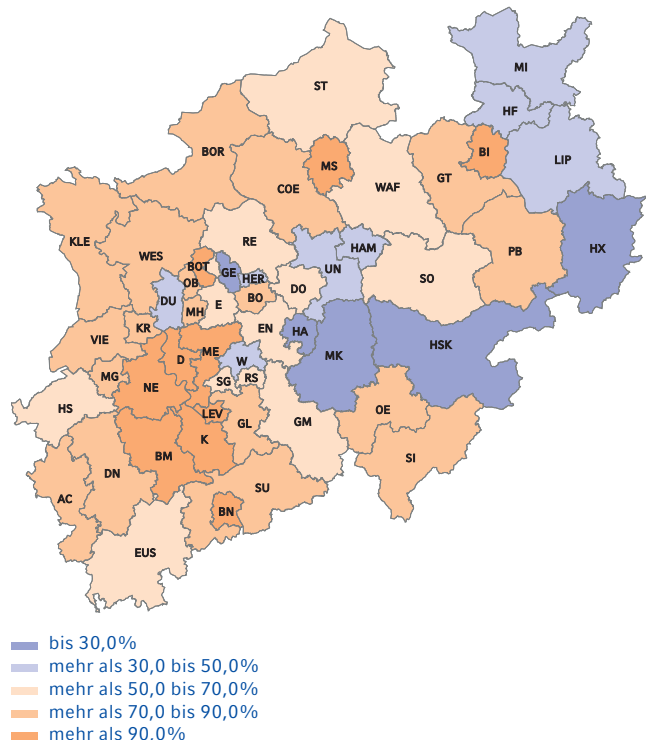 MI
ST
HF
BI
BOR
MS
LIP
GT
WAF
COE
KLE
RE
HAM
HX
WES
PB
BOT
GE
UN
HER
SO
OB
DO
DU
BO
E
MH
KR
EN
HA
VIE
HSK
D
ME
MK
W
MG
SG
RS
NE
HS
OE
LEV
GL
GM
K
BM
SI
DN
SU
AC
BN
EUS
bis 30,0%
mehr als 30,0 bis 50,0%
mehr als 50,0 bis 70,0%
mehr als 70,0 bis 90,0%
mehr als 90,0%